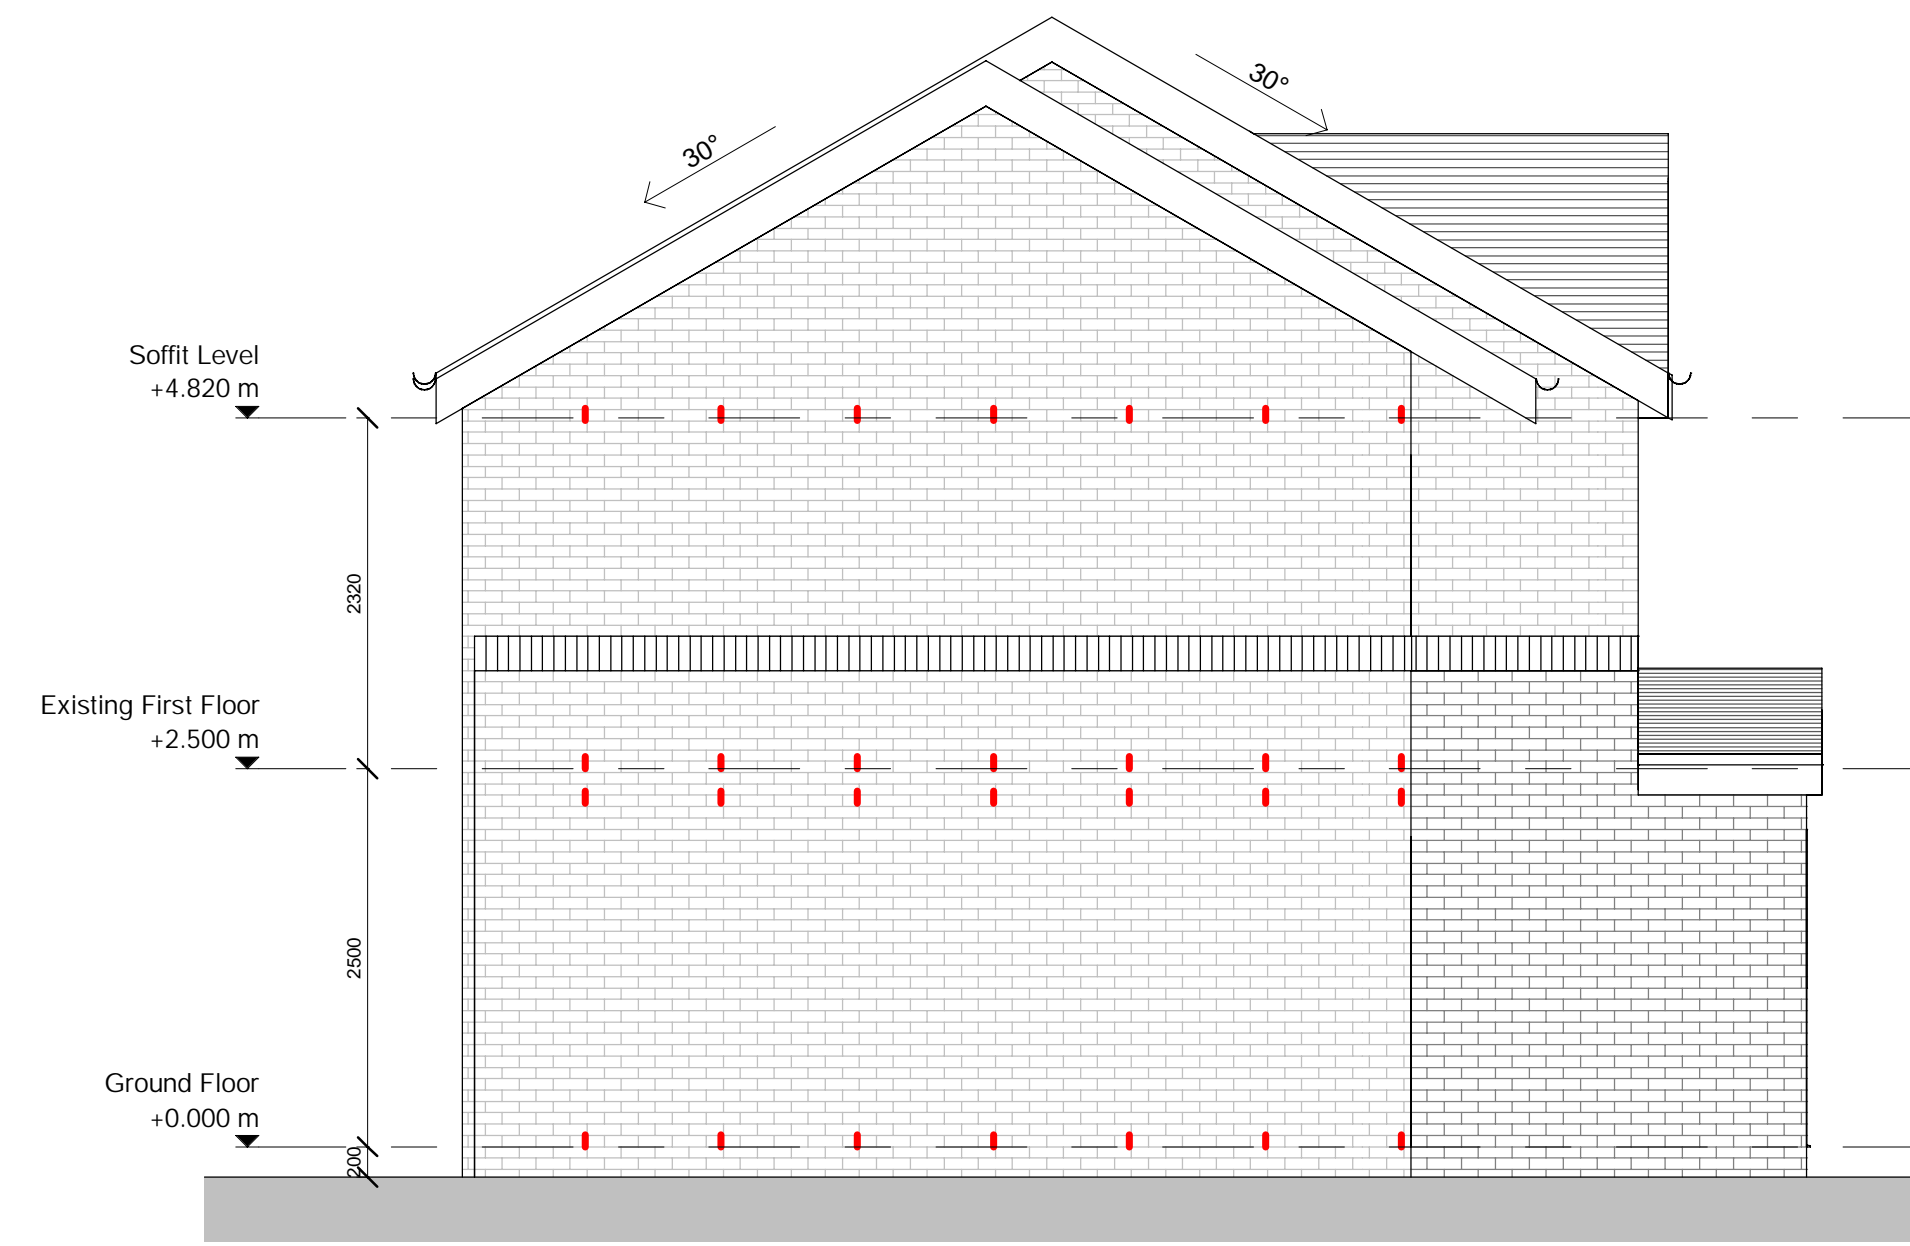 30°
30°
Soffit Level
+4.820 m
2320
Existing First Floor
+2.500 m
2500
Ground Floor
+0.000 m
200